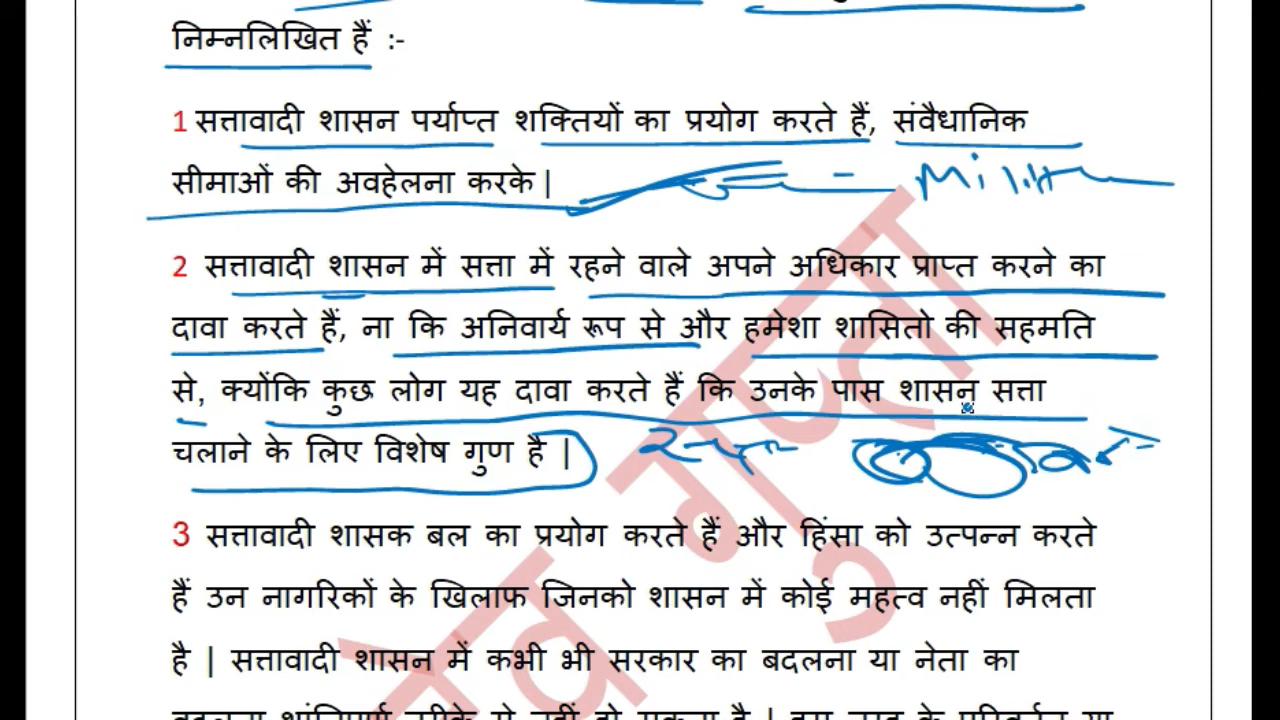 निम्नलिखित हैं :-
1 सत्तावादी शासन पर्याप्त शक्तियों का प्रयोग करते हैं, संवैधानिक
सीमाओं की अवहेलना करके |
2 सत्तावादी शासन में सत्ता में रहने वाले अपने अधिकार प्राप्त करने का
दावा करते हैं, ना कि अनिवार्य रूप से और हमेशा शासितो की सहमति
से, क्योंकि कुछ लोग यह दावा करते हैं कि उनके पास शासन सत्ता
चलाने के लिए विशेष गुण है |
3 सत्तावादी शासक बल का प्रयोग करते हैं और हिंसा को उत्पन्न करते
हैं उन नागरिकों के खिलाफ जिनको शासन में कोई महत्व नहीं मिलता
है | सत्तावादी शासन में कभी भी सरकार का बदलना या नेता का
गुप्ता